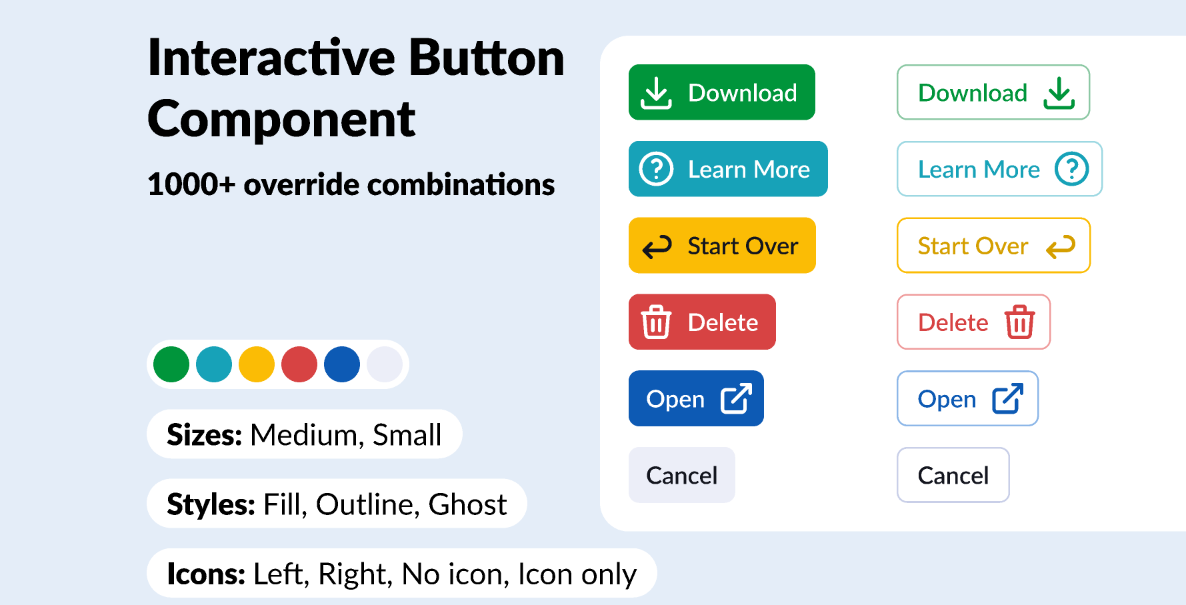 Interactive Button
Component
1000+ override combinations
Sizes: Medium, Small
Styles: Fill, Outline, Ghost
Icons: Left, Right, No icon, Icon only
Download
Download
Learn More
Learn More
Start Over
Start Over
Delete
Delete
Open
Open
Cancel
Cancel